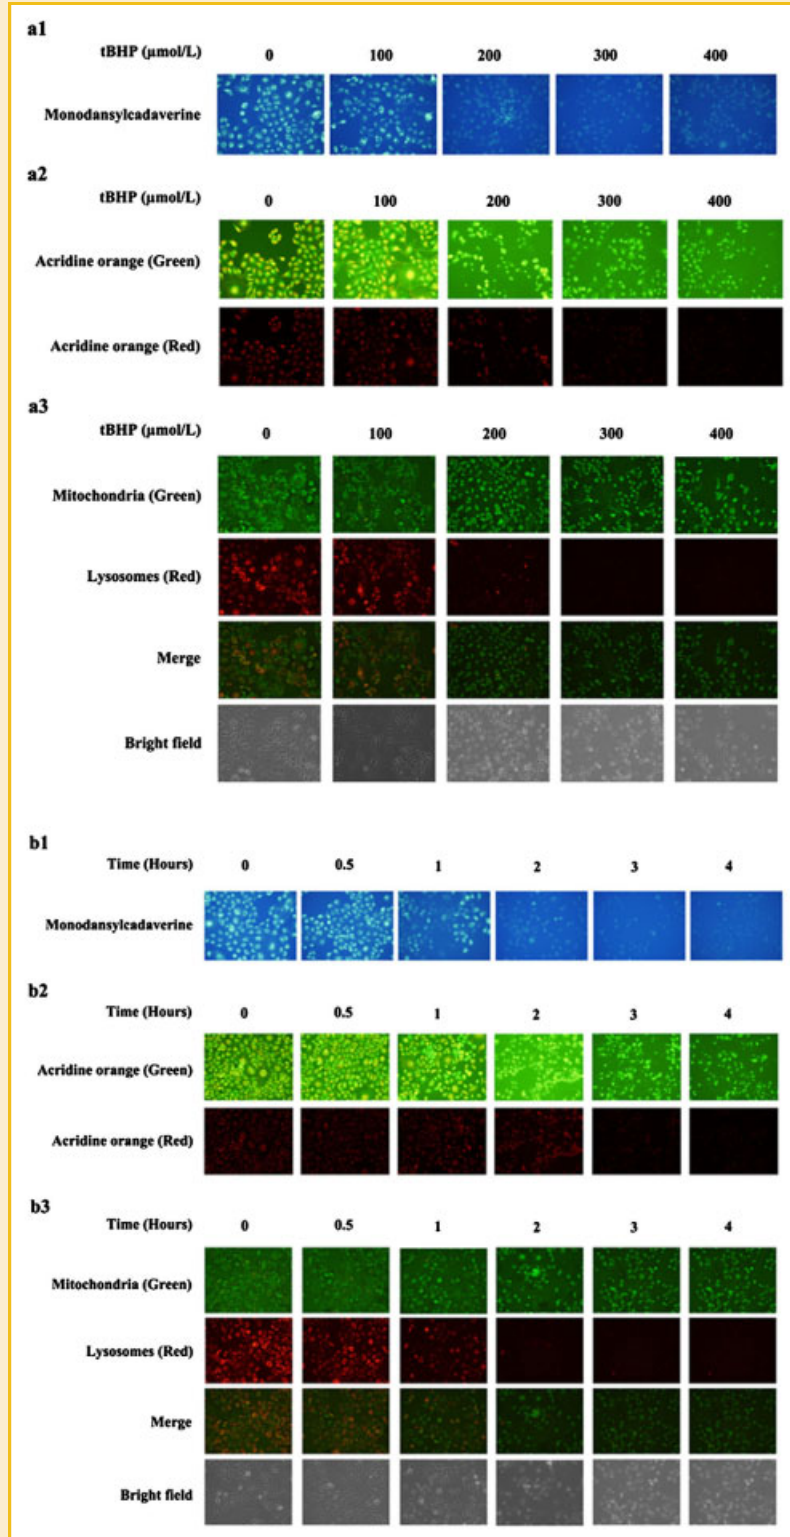 a1
tBHP (µmol/L) 0 100 200 300 400
Monodansylcadaverine
a2
tBHP (µmol/L) 0 100 200 300 400
Acridine orange (Green)
Acridine orange (Red)
a3
tBHP (µmol/L) 0 100 200 300 400
Mitochondria (Green)
Lysosomes (Red)
Merge
Bright field
b1
Time (Hours) 0 0.5 1 2 3 4
Monodansylcadaverine
b2
Time (Hours) 0 0.5 1 2 3 4
Acridine orange (Green)
Acridine orange (Red)
b3
Time (Hours) 0 0.5 1 2 3 4
Mitochondria (Green)
Lysosomes (Red)
Merge
Bright field